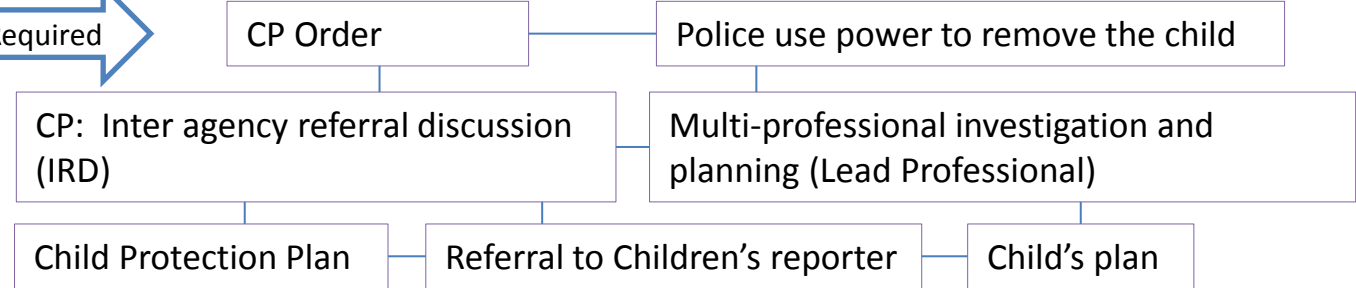 equired
CP Order
Police use power to remove the child
CP: Inter agency referral discussion
(IRD)
Multi-professional investigation and
planning (Lead Professional)
Child Protection Plan
Referral to Children’s reporter
Child’s plan